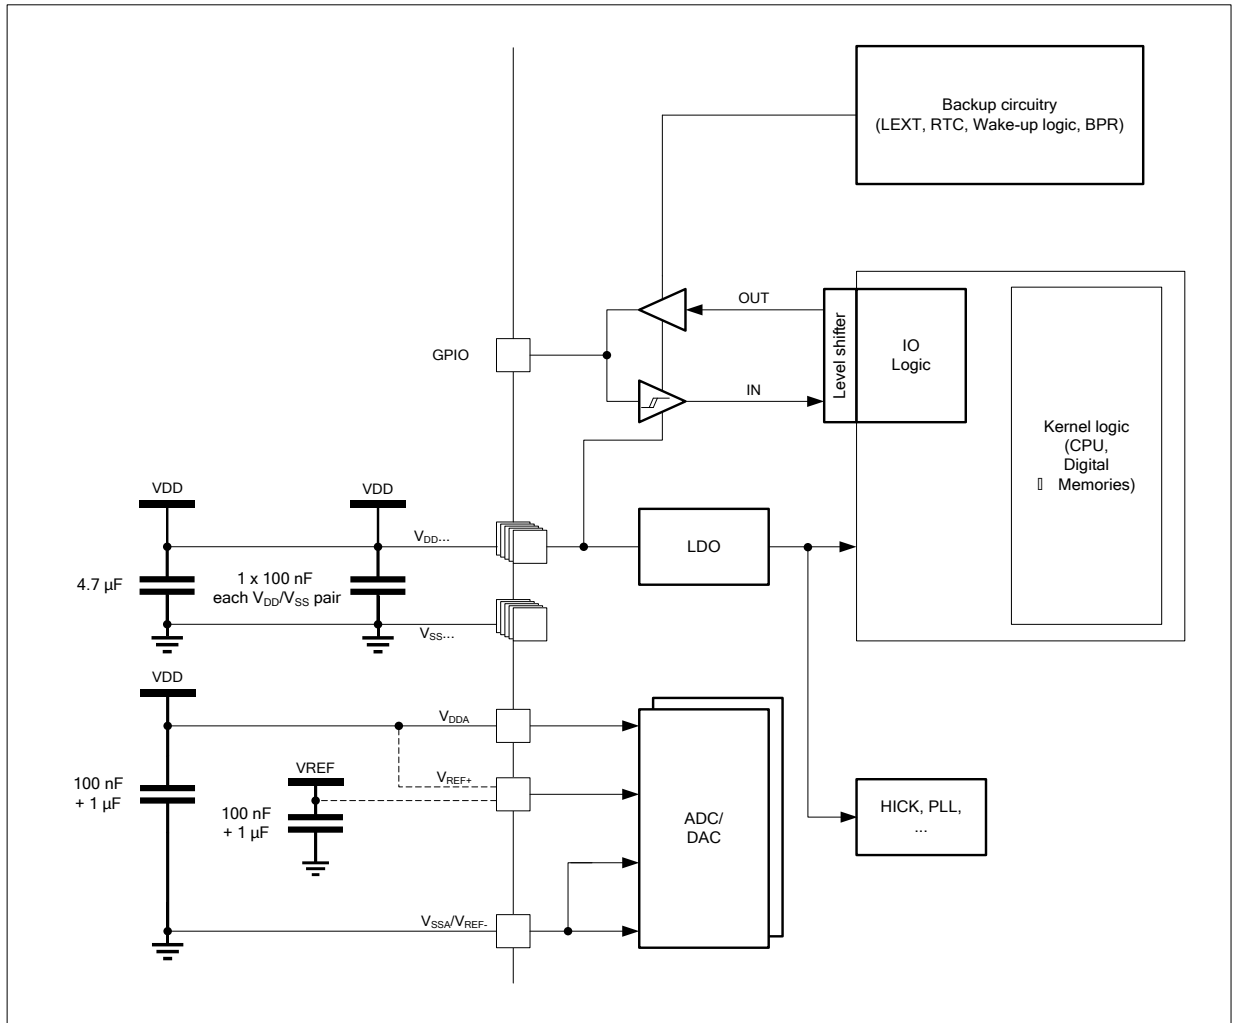 Backup circuitry
(LEXT, RTC, Wake-up logic, BPR)
OUT
Level shifter
IO
Logic
GPIO
IN
Kernel logic
(CPU,
Digital
▯ Memories)
VDD
VDD
VDD...
LDO
4.7 µF
1 x 100 nF
each VDD/VSS pair
VSS...
VDD
VDDA
100 nF
+ 1 µF
VREF
VREF+
100 nF
+ 1 µF
ADC/
DAC
HICK, PLL,
...
VSSA/VREF-